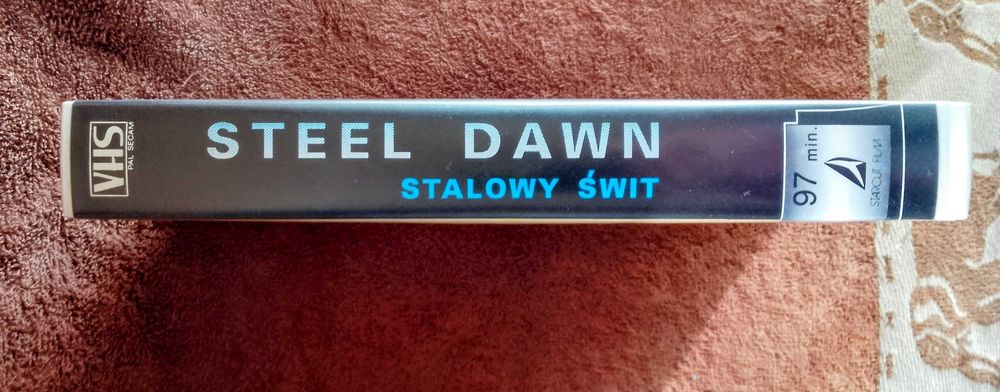 VHS
PAL SECAM
STEEL DAWN
STALOWY ŚWIT
97 min.
STARCUT FILM